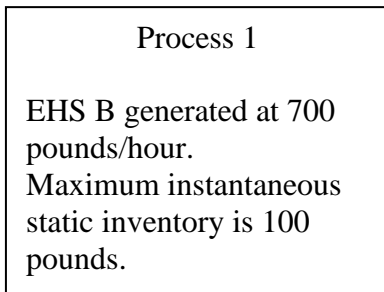 Process 1
EHS B generated at 700
pounds/hour.
Maximum instantaneous
static inventory is 100
pounds.